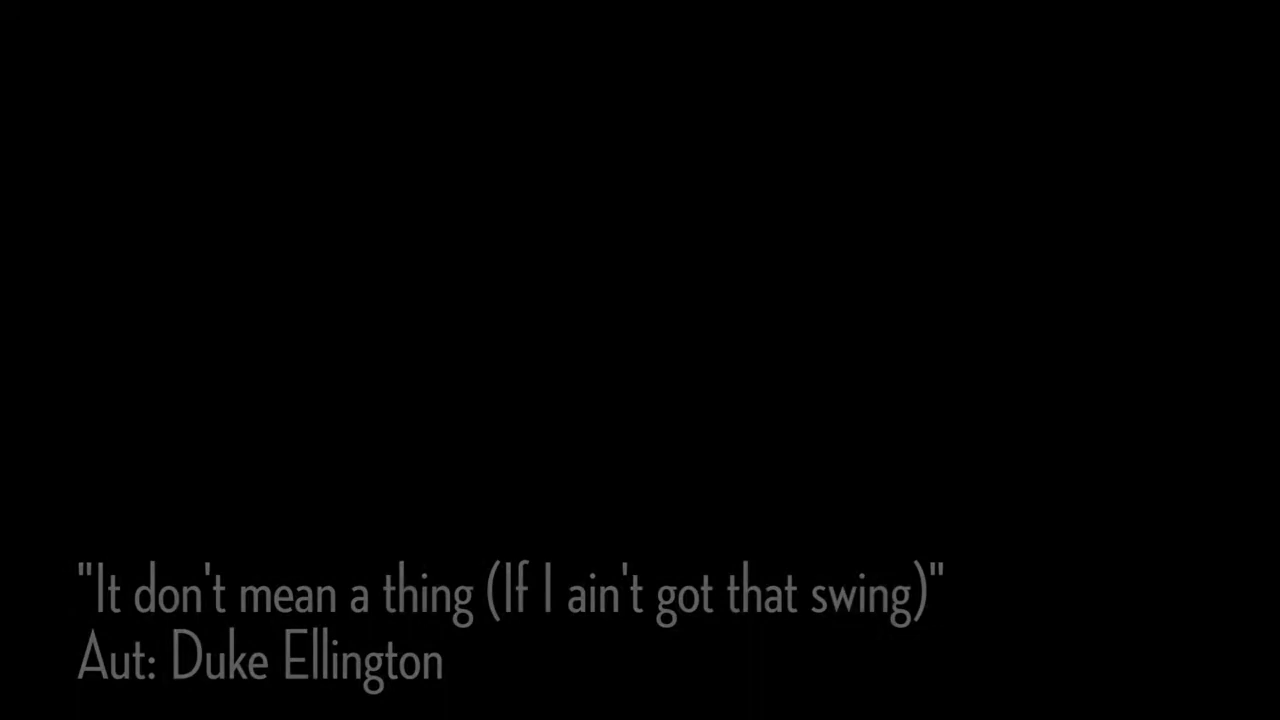 "It don't mean a thing (If I ain't got that swing)"
Aut: Duke Ellington